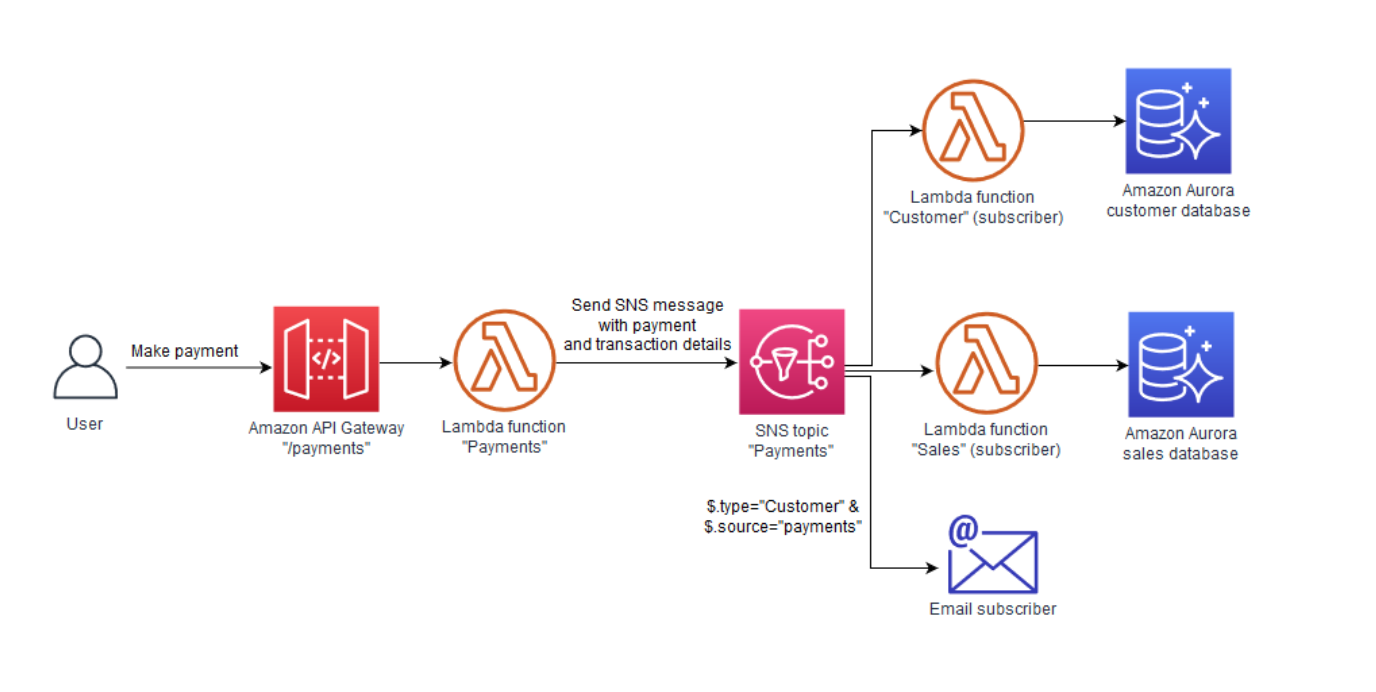 Make payment
User
Amazon API Gateway
"/payments"
Lambda function
"Payments"
Send SNS message
with payment
and transaction details
SNS topic
"Payments"
Lambda function
"Customer" (subscriber)
Amazon Aurora
customer database
Lambda function
"Sales" (subscriber)
Amazon Aurora
sales database
$.type="Customer" &
$.source="payments"
@
Email subscriber